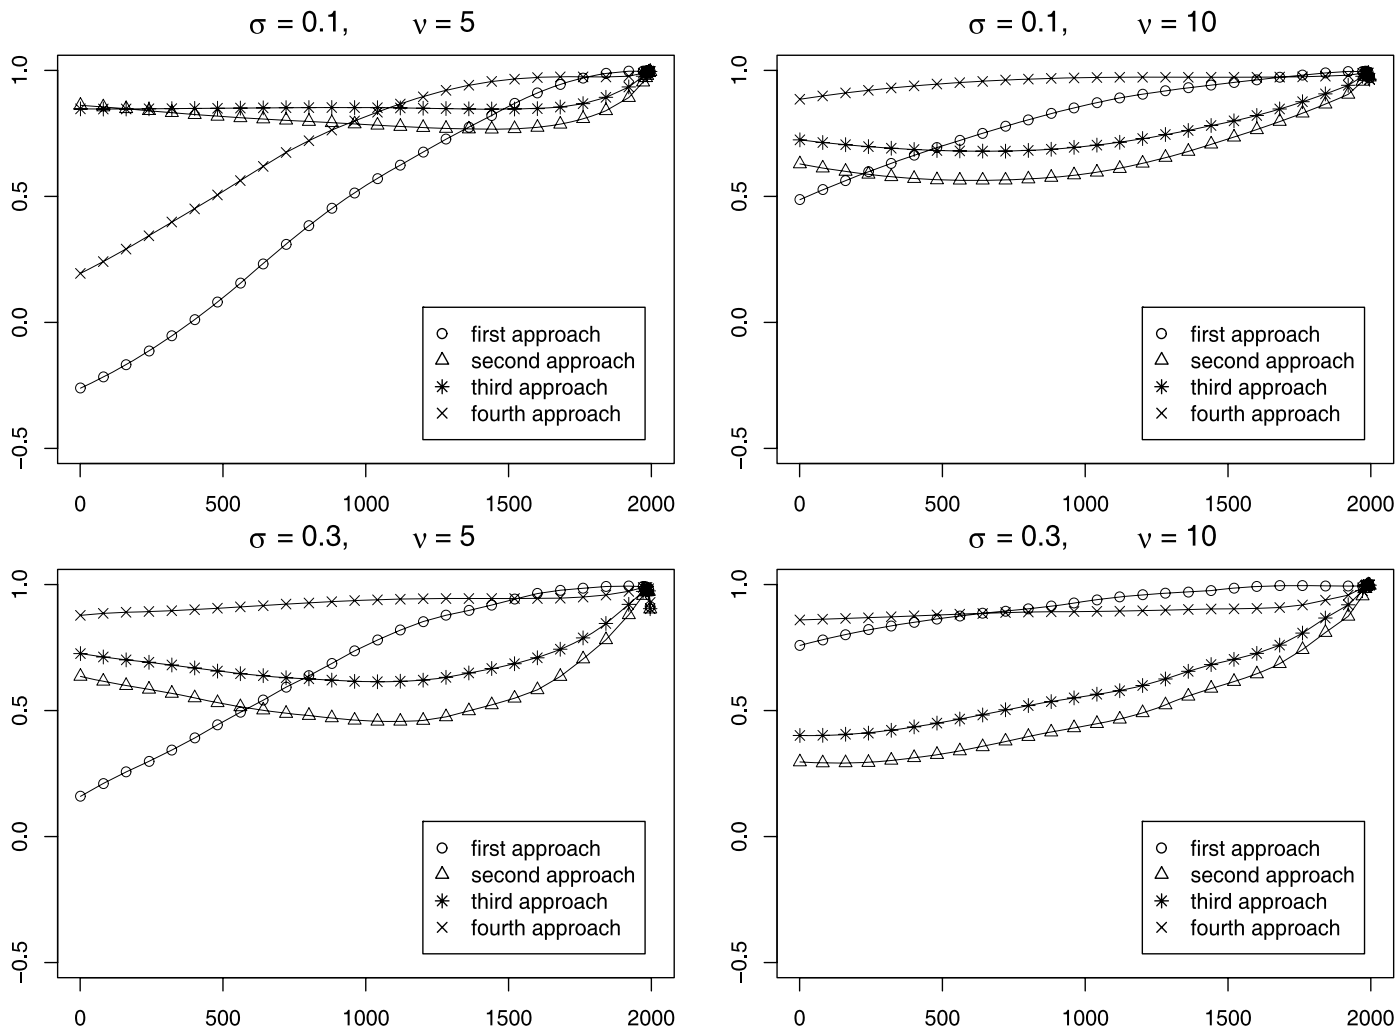 σ = 0.1, ν = 5
1.0
0.5
0.0
−0.5
first approach
second approach
third approach
fourth approach
0 500 1000 1500 2000
σ = 0.1, ν = 10
1.0
0.5
0.0
−0.5
first approach
second approach
third approach
fourth approach
0 500 1000 1500 2000
σ = 0.3, ν = 5
1.0
0.5
0.0
−0.5
first approach
second approach
third approach
fourth approach
0 500 1000 1500 2000
σ = 0.3, ν = 10
1.0
0.5
0.0
−0.5
first approach
second approach
third approach
fourth approach
0 500 1000 1500 2000